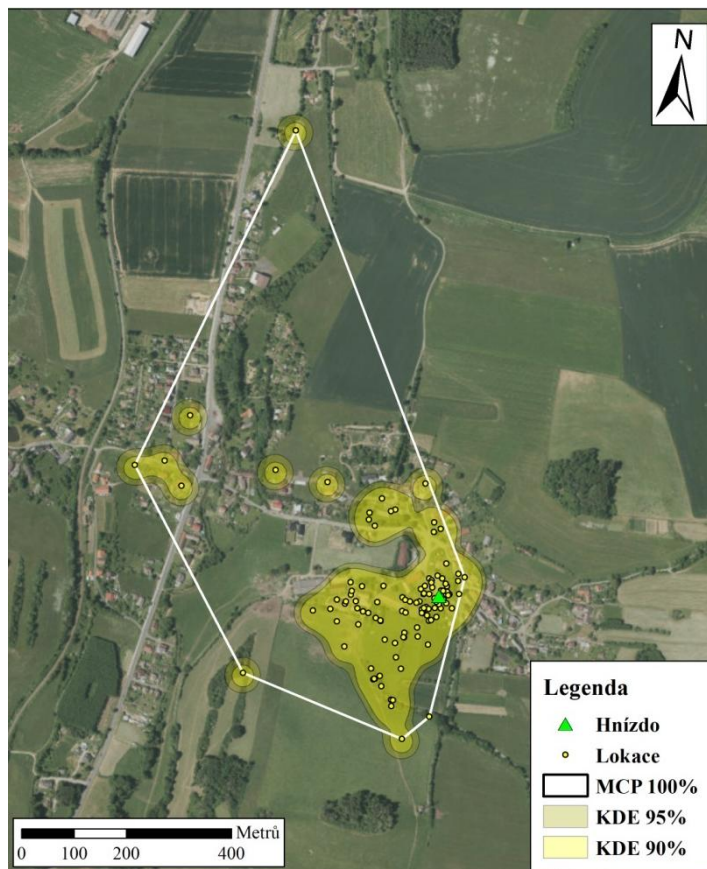 N
Legenda
Hnízdo
Lokace
MCP 100%
KDE 95%
KDE 90%
Metrů
0 100 200 400